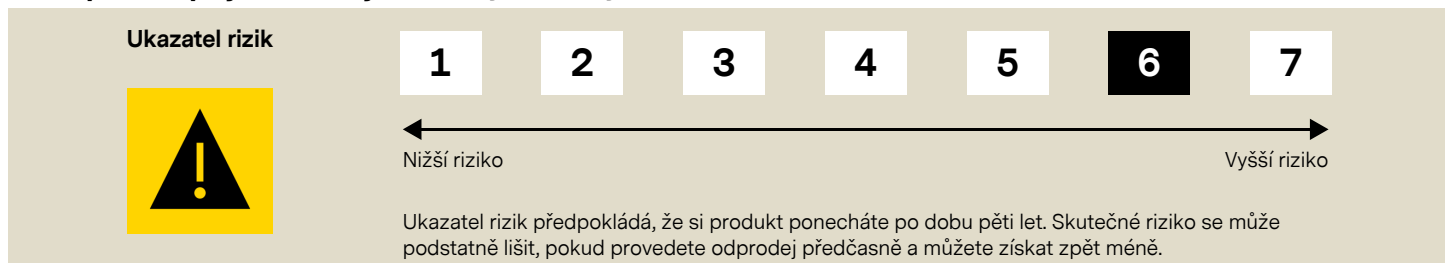 Ukazatel rizik
1 2 3 4 5 6 7
Nižší riziko Vyšší riziko
Ukazatel rizik předpokládá, že si produkt ponecháte po dobu pěti let. Skutečné riziko se může
podstatně lišit, pokud provedete odprodej předčasně a můžete získat zpět méně.